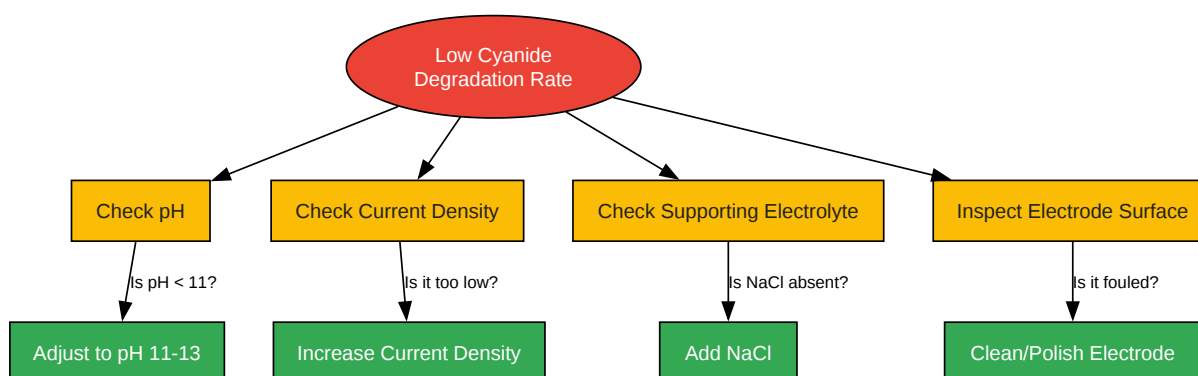 Low Cyanide
Degradation Rate
Check pH
Check Current Density
Check Supporting Electrolyte
Inspect Electrode Surface
Is pH < 11?
Is it too low?
Is NaCl absent?
Is it fouled?
Adjust to pH 11-13
Increase Current Density
Add NaCl
Clean/Polish Electrode